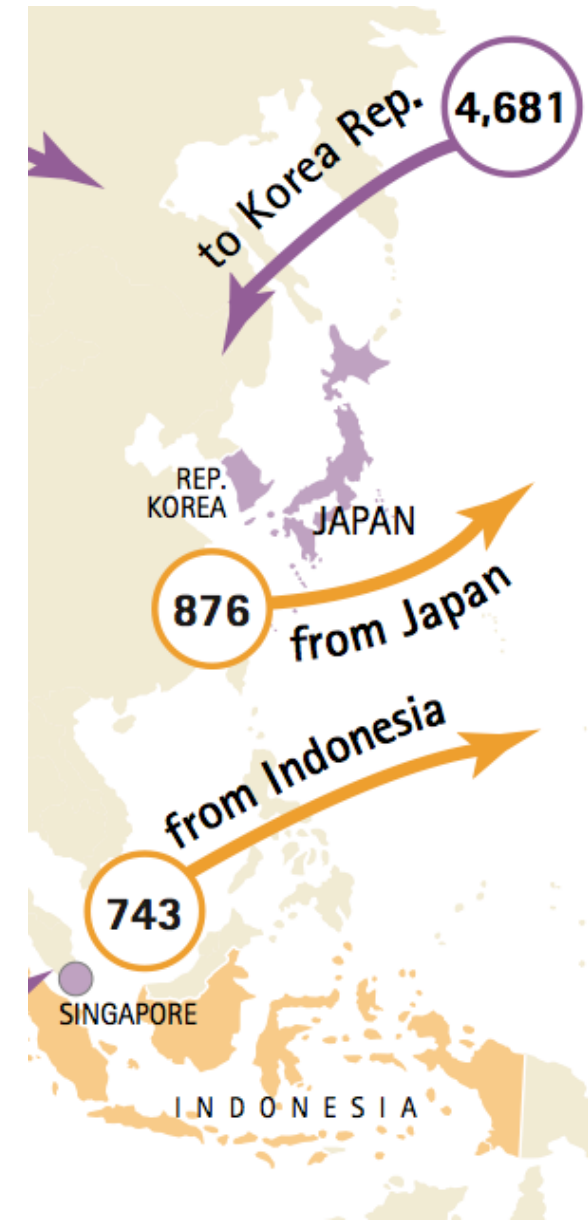 4,681
to Korea Rep.
REP.
KOREA
JAPAN
876
from Japan
from Indonesia
743
SINGAPORE
INDONESIA